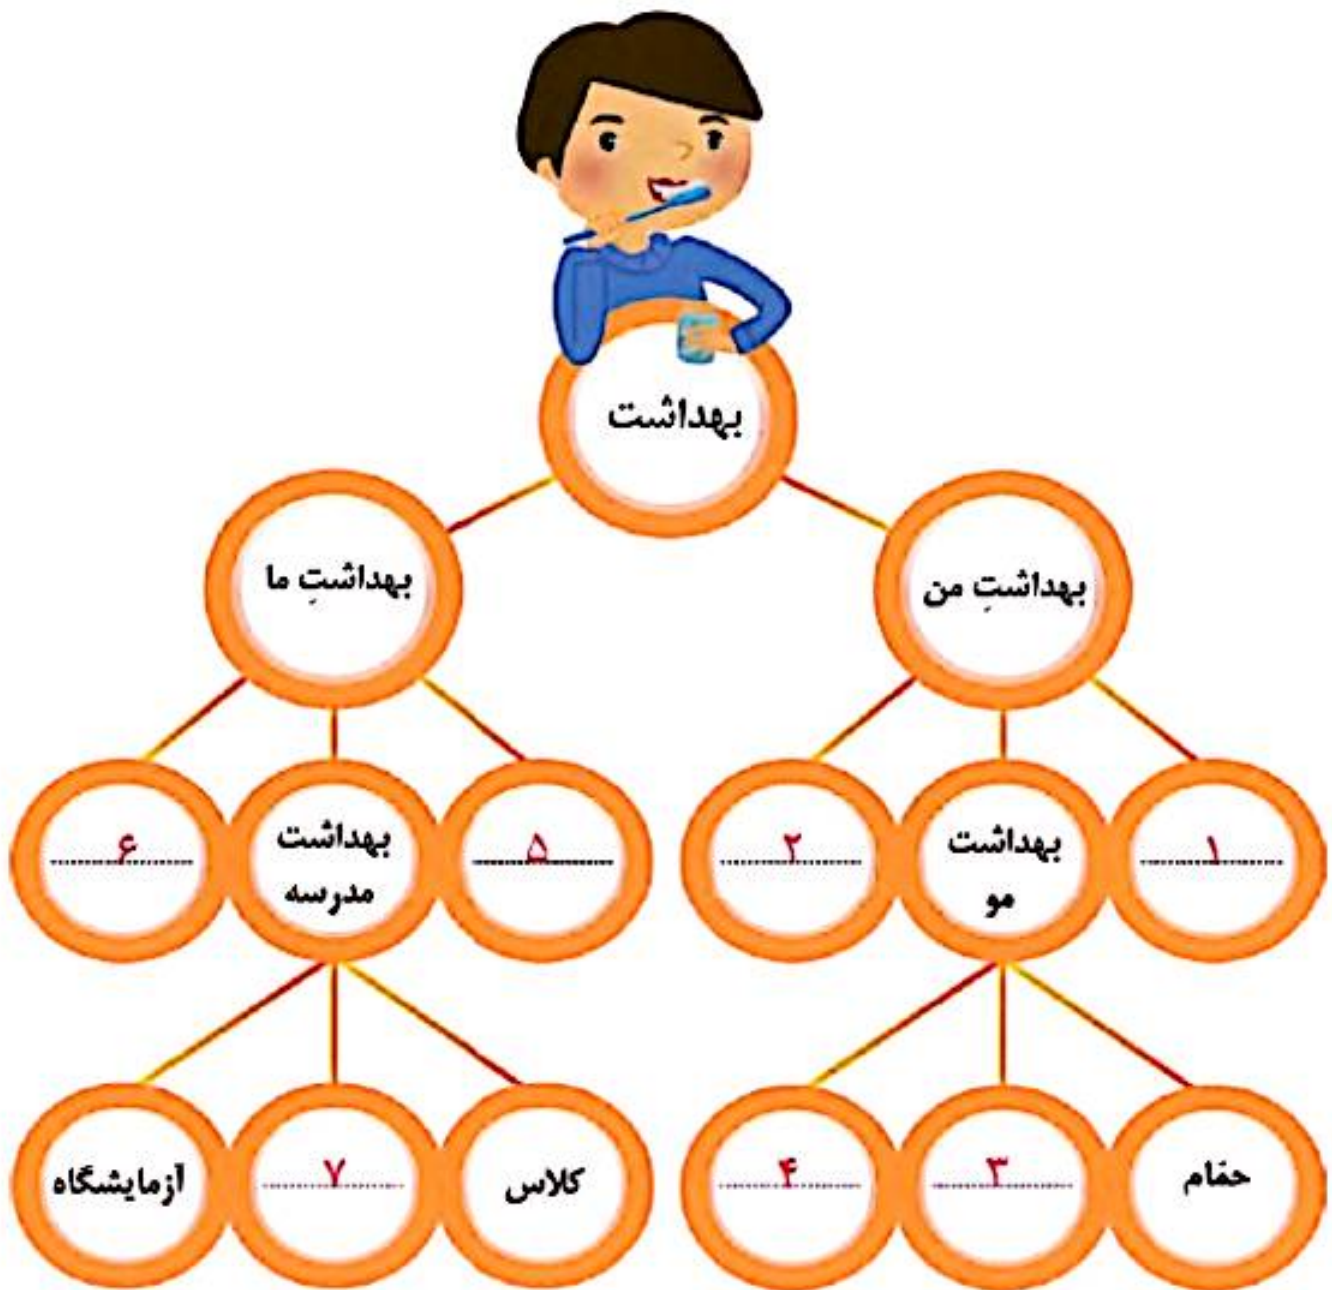 بهداشت
بهداشتِ من
بهداشتِ ما
۱
بهداشت
مو
۲
۵
بهداشت
مدرسه
۶
حمّام
۳
۴
کلاس
۷
آزمایشگاه